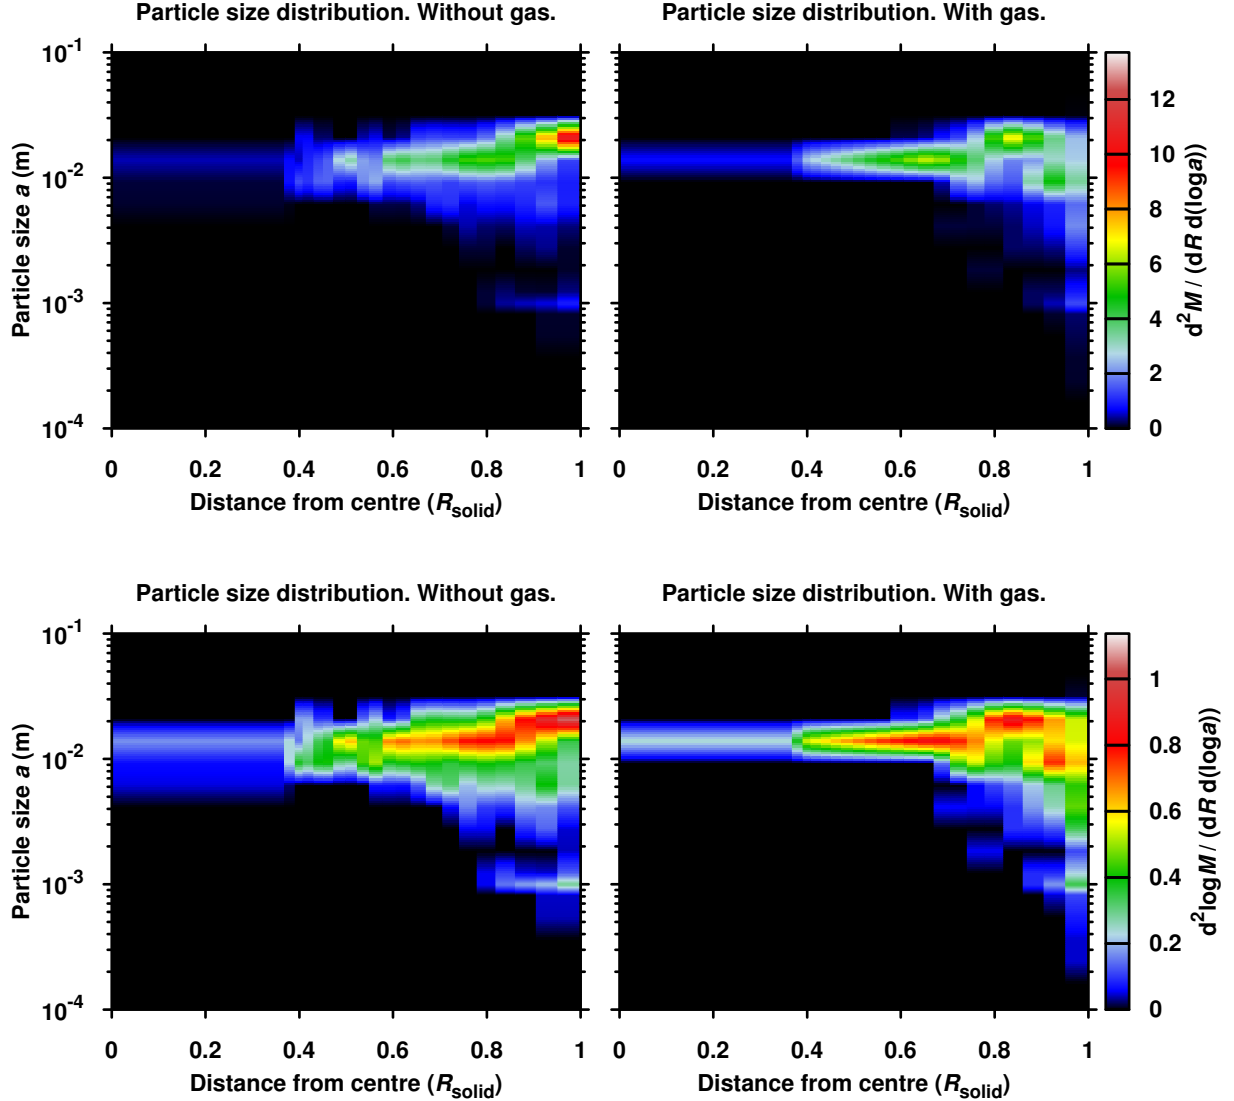 Particle size distribution. Without gas.
Particle size distribution. With gas.
10⁻¹
10⁻²
10⁻³
10⁻⁴
Particle size a (m)
0 0.2 0.4 0.6 0.8 1
Distance from centre (R_solid)
0 0.2 0.4 0.6 0.8 1
Distance from centre (R_solid)
12
10
8
6
4
2
0
d²M / (dR d(loga))
Particle size distribution. Without gas.
Particle size distribution. With gas.
10⁻¹
10⁻²
10⁻³
10⁻⁴
Particle size a (m)
0 0.2 0.4 0.6 0.8 1
Distance from centre (R_solid)
0 0.2 0.4 0.6 0.8 1
Distance from centre (R_solid)
1
0.8
0.6
0.4
0.2
0
d²logM / (dR d(loga))